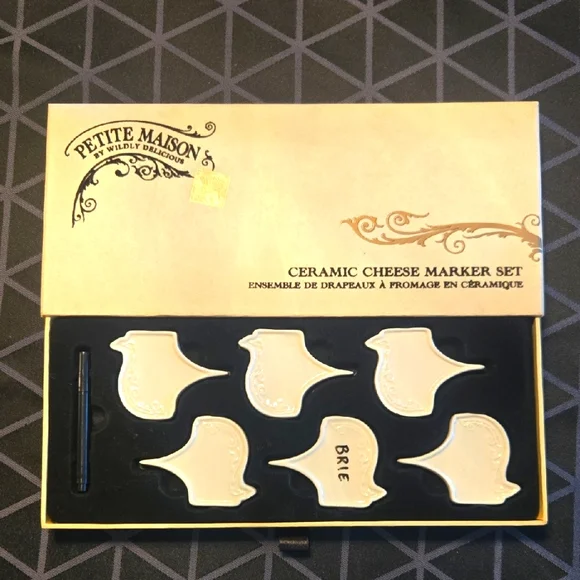 PETITE MAISON
BY WILDLY DELICIOUS
CERAMIC CHEESE MARKER SET
ENSEMBLE DE DRAPEAUX À FROMAGE EN CÉRAMIQUE
BRIE